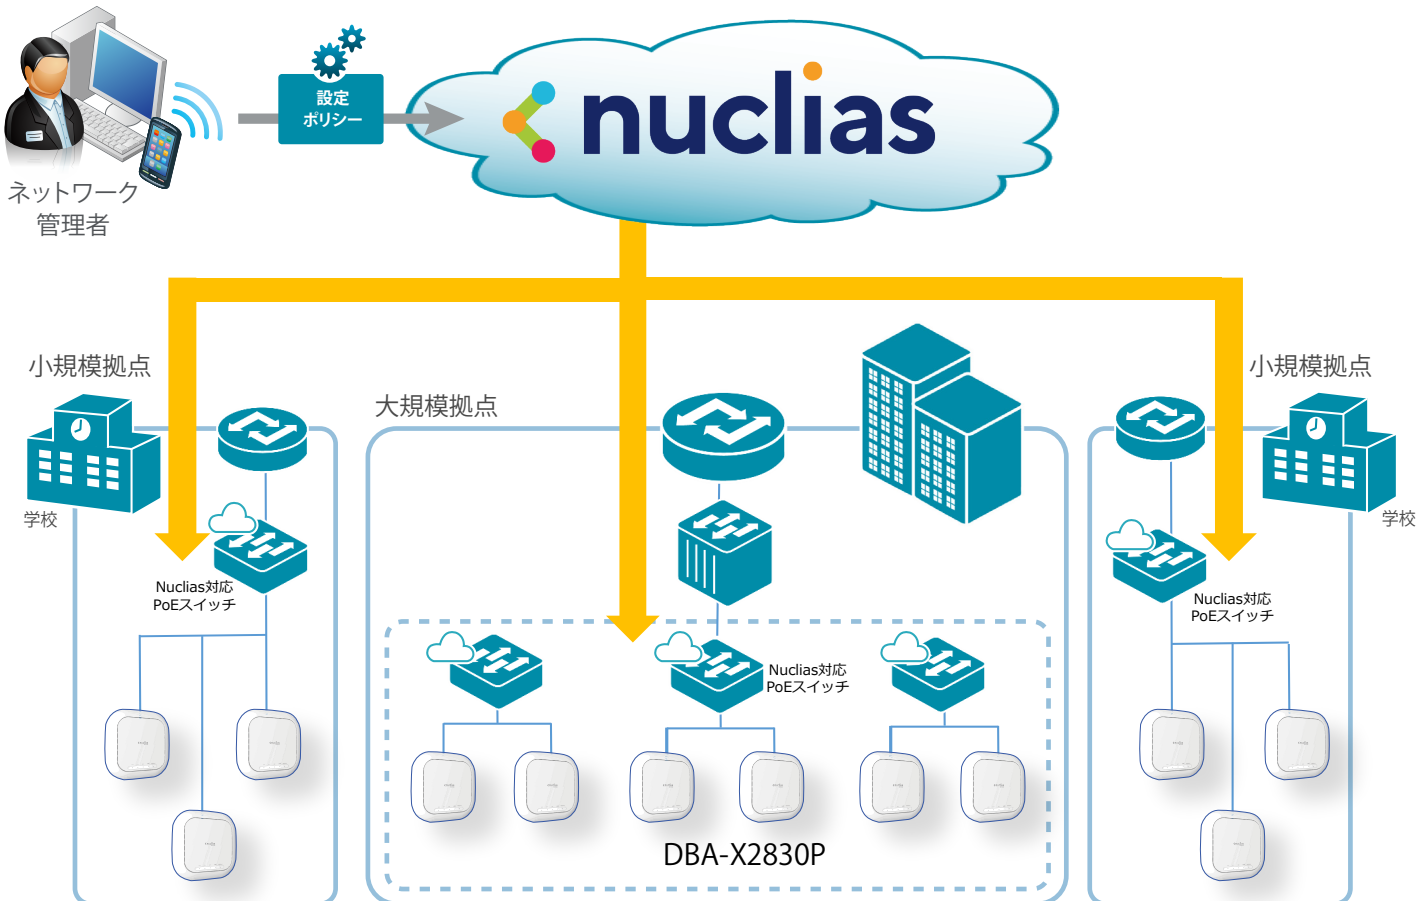 設定
ポリシー
nuclias
ネットワーク
管理者
小規模拠点
大規模拠点
小規模拠点
学校
学校
Nuclias対応
PoEスイッチ
Nuclias対応
PoEスイッチ
Nuclias対応
PoEスイッチ
DBA-X2830P